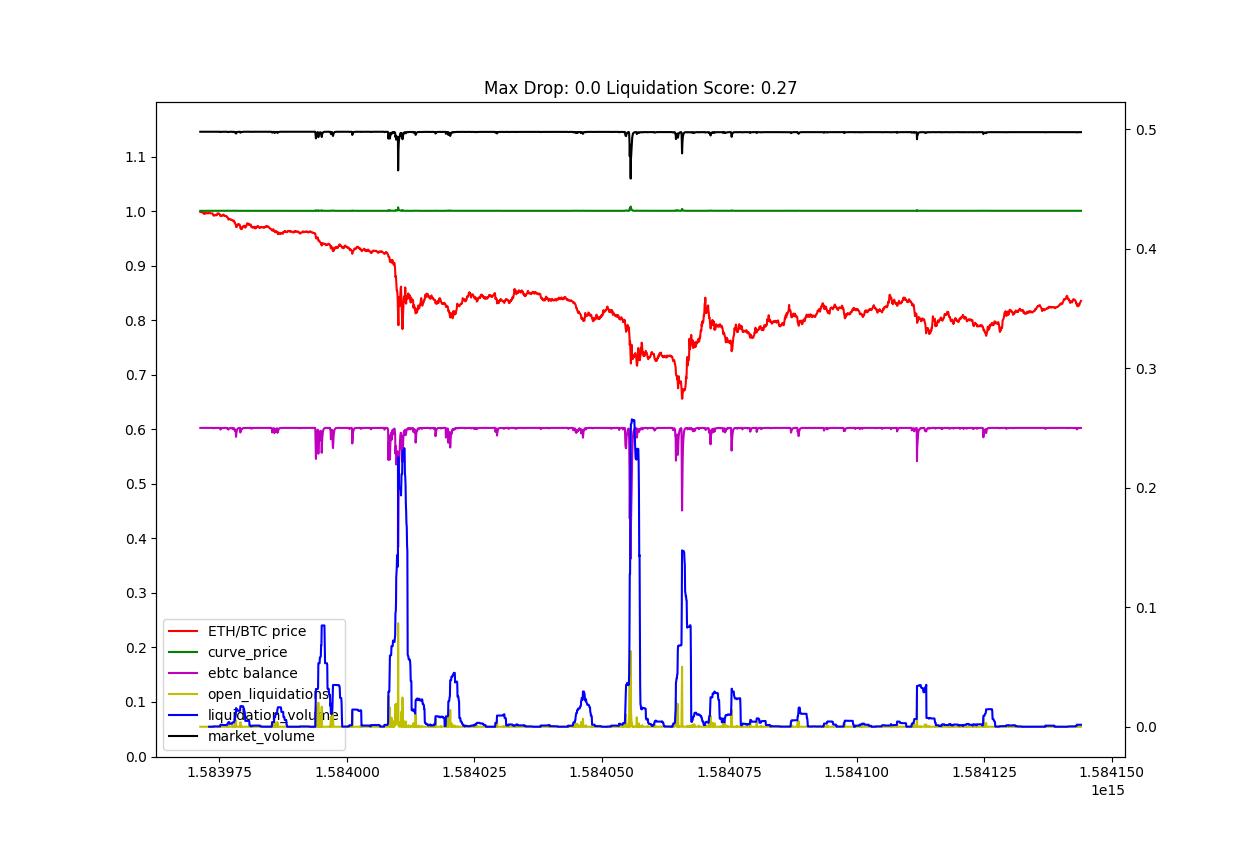 Max Drop: 0.0 Liquidation Score: 0.27
1.1
1.0
0.9
0.8
0.7
0.6
0.5
0.4
0.3
0.2
0.1
0.0
0.5
0.4
0.3
0.2
0.1
0.0
ETH/BTC price
curve_price
ebtc balance
open_liquidations
liquidation_volume
market_volume
1.583975 1.584000 1.584025 1.584050 1.584075 1.584100 1.584125 1.584150
1e15